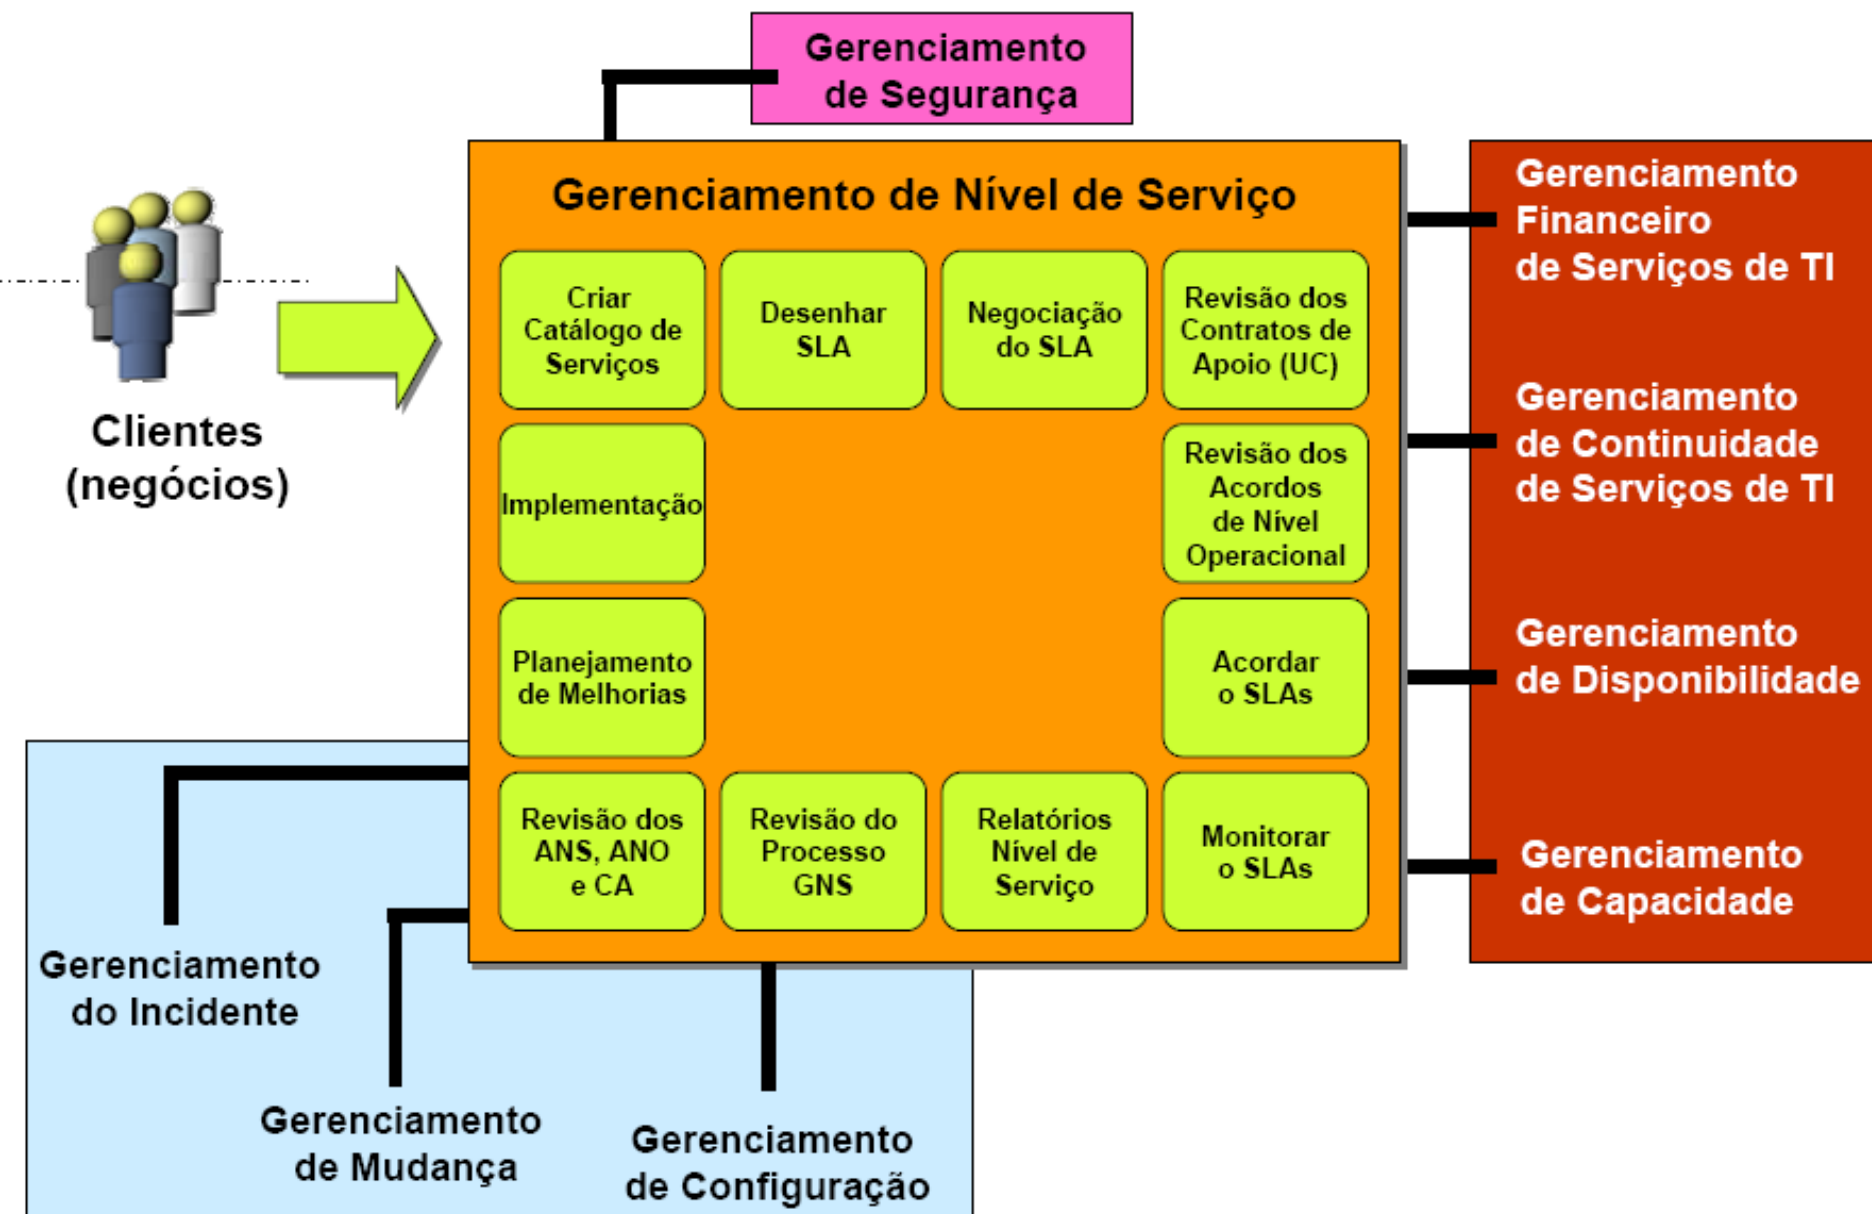 Gerenciamento
de Segurança
Gerenciamento de Nível de Serviço
Criar
Catálogo de
Serviços
Desenhar
SLA
Negociação
do SLA
Revisão dos
Contratos de
Apoio (UC)
Implementação
Revisão dos
Acordos
de Nível
Operacional
Planejamento
de Melhorias
Acordar
o SLAs
Revisão dos
ANS, ANO
e CA
Revisão do
Processo
GNS
Relatórios
Nível de
Serviço
Monitorar
o SLAs
Clientes
(negócios)
Gerenciamento
Financeiro
de Serviços de TI
Gerenciamento
de Continuidade
de Serviços de TI
Gerenciamento
de Disponibilidade
Gerenciamento
de Capacidade
Gerenciamento
do Incidente
Gerenciamento
de Mudança
Gerenciamento
de Configuração